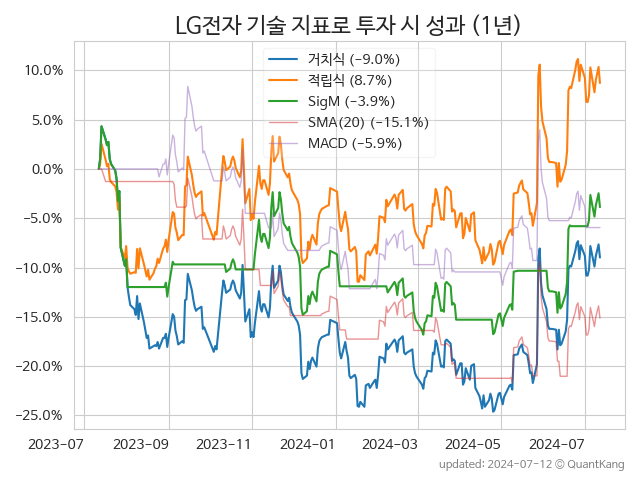 LG전자 기술 지표로 투자 시 성과 (1년)
거치식 (−9.0%)
적립식 (8.7%)
SigM (−3.9%)
SMA(20) (−15.1%)
MACD (−5.9%)
10.0%
5.0%
0.0%
−5.0%
−10.0%
−15.0%
−20.0%
−25.0%
2023-07 2023-09 2023-11 2024-01 2024-03 2024-05 2024-07
updated: 2024-07-12 © QuantKang